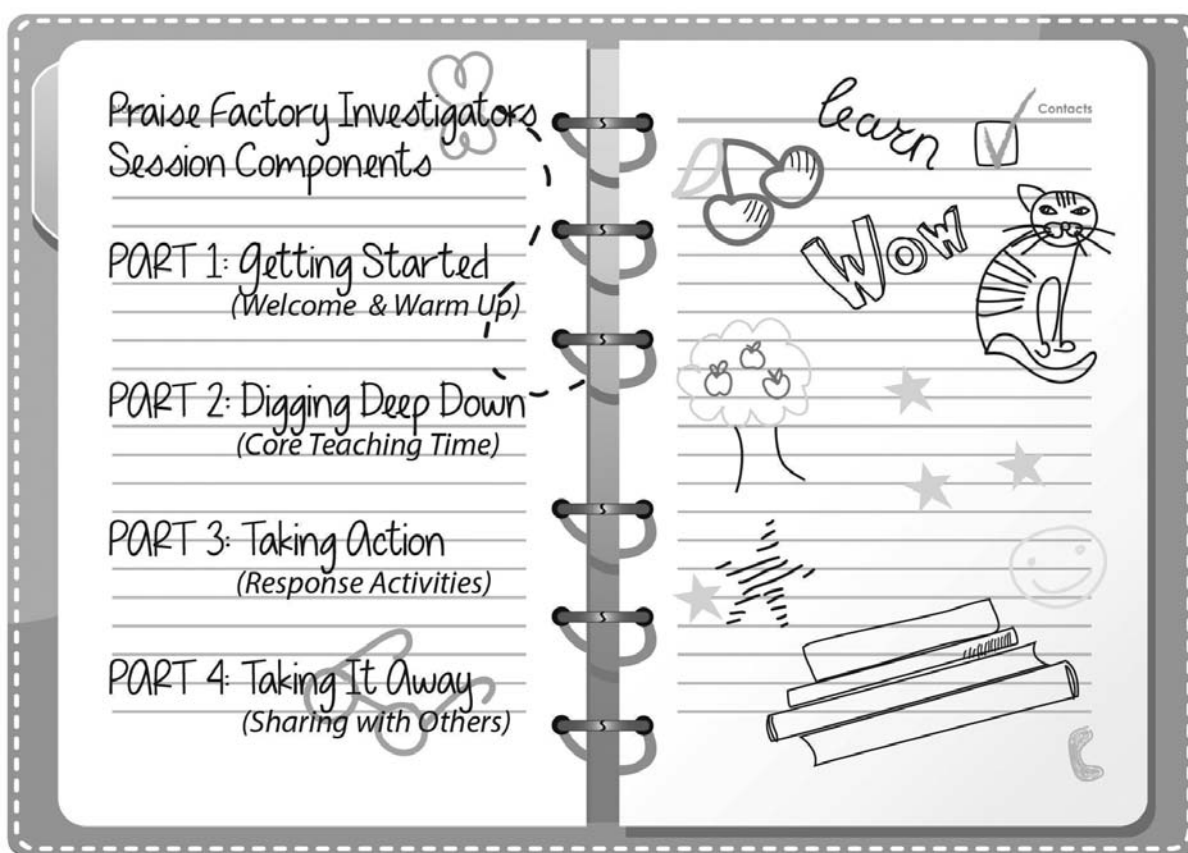 Praise Factory Investigators
Session Components
PART 1: Getting Started
(Welcome & Warm Up)
PART 2: Digging Deep Down
(Core Teaching Time)
PART 3: Taking Action
(Response Activities)
PART 4: Taking It Away
(Sharing with Others)
learn
Contacts
Wow